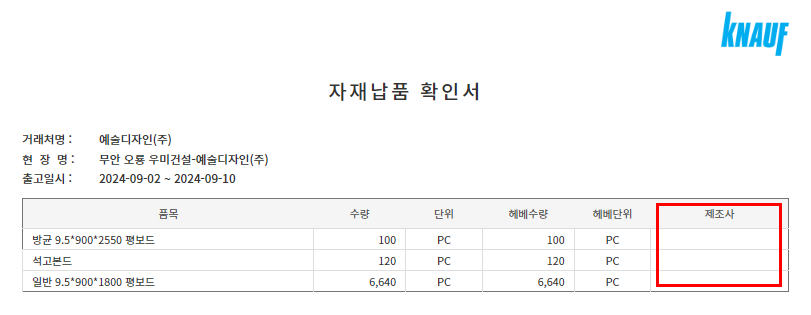 KNAUF
자재납품 확인서
거래처명 : 예술디자인(주)
현 장 명 : 무안 오룡 우미건설-예술디자인(주)
출고일시 : 2024-09-02 ~ 2024-09-10
품목 수량 단위 헤베수량 헤베단위 제조사
방균 9.5*900*2550 평보드 100 PC 100 PC
석고본드 120 PC 120 PC
일반 9.5*900*1800 평보드 6,640 PC 6,640 PC